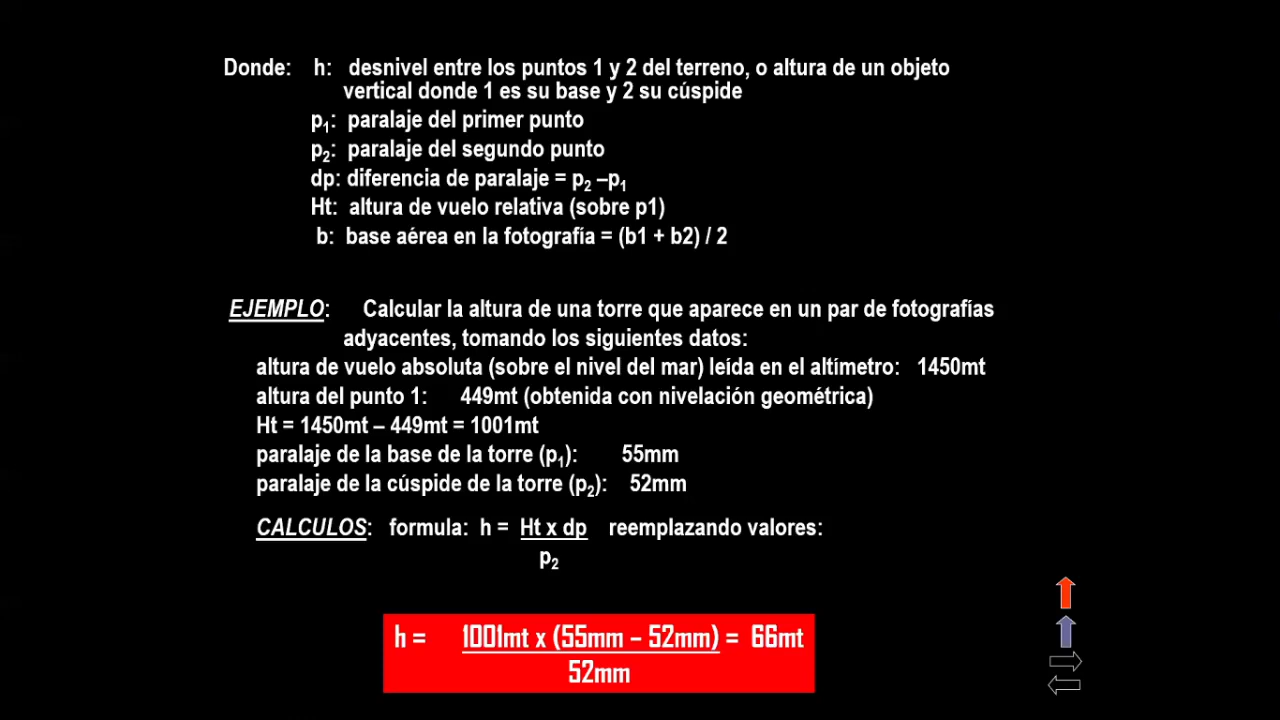 Donde: h: desnivel entre los puntos 1 y 2 del terreno, o altura de un objeto
vertical donde 1 es su base y 2 su cúspide
p1: paralaje del primer punto
p2: paralaje del segundo punto
dp: diferencia de paralaje = p2 –p1
Ht: altura de vuelo relativa (sobre p1)
b: base aérea en la fotografía = (b1 + b2) / 2
EJEMPLO: Calcular la altura de una torre que aparece en un par de fotografías
adyacentes, tomando los siguientes datos:
altura de vuelo absoluta (sobre el nivel del mar) leída en el altímetro: 1450mt
altura del punto 1: 449mt (obtenida con nivelación geométrica)
Ht = 1450mt – 449mt = 1001mt
paralaje de la base de la torre (p1): 55mm
paralaje de la cúspide de la torre (p2): 52mm
CALCULOS: formula: h = Ht x dp reemplazando valores:
p2
h = 1001mt x (55mm – 52mm) = 66mt
52mm